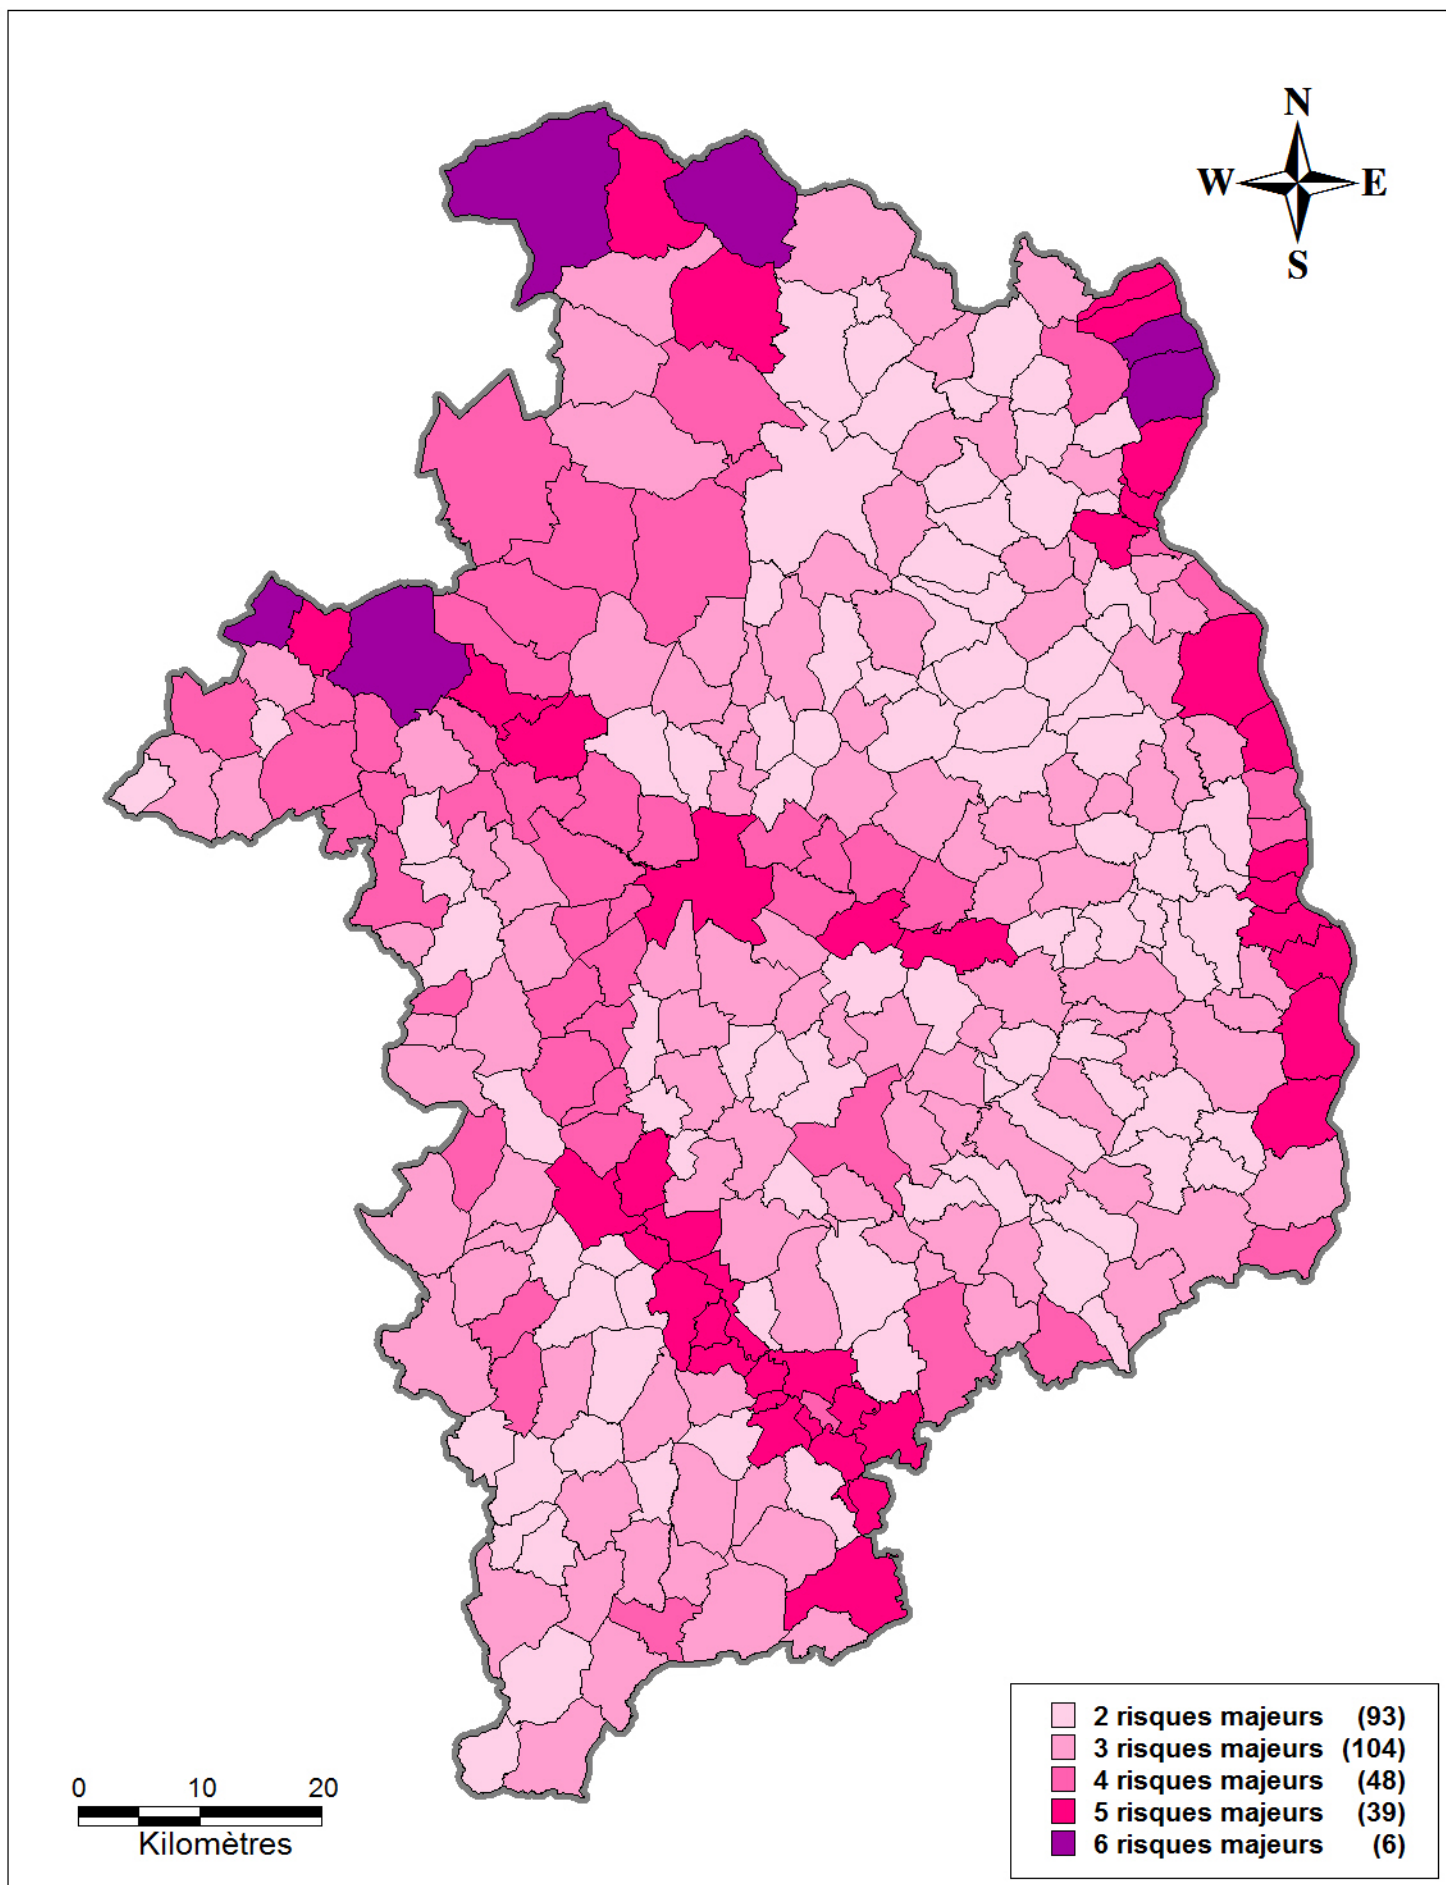 N
W E
S
2 risques majeurs (93)
3 risques majeurs (104)
4 risques majeurs (48)
5 risques majeurs (39)
6 risques majeurs (6)
0 10 20
Kilomètres